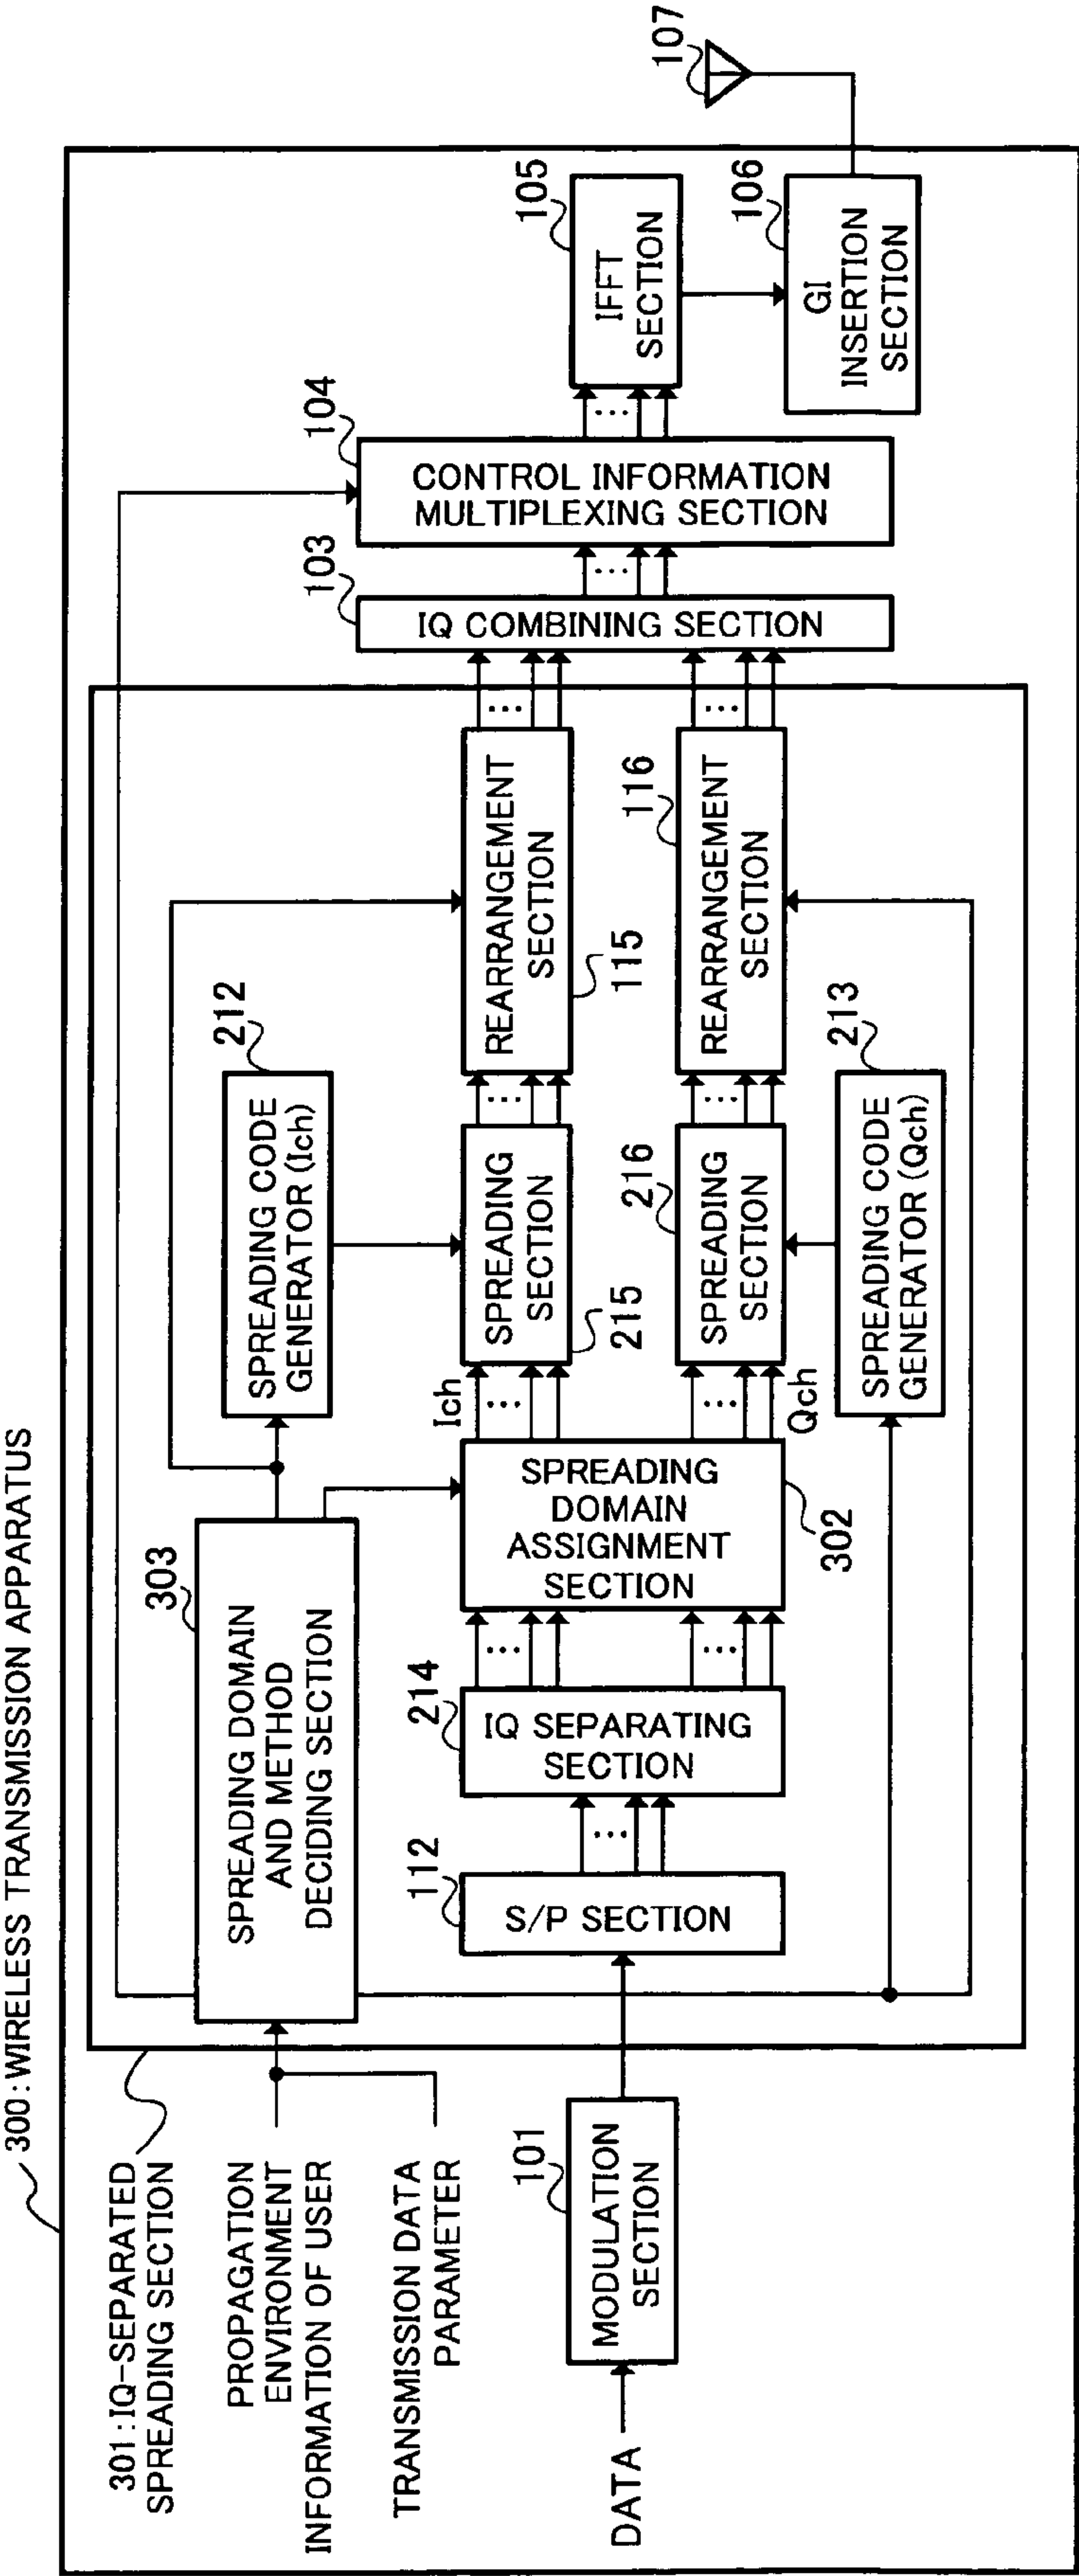 300:WIRELESS TRANSMISSION APPARATUS
301:IQ-SEPARATED
SPREADING SECTION
PROPAGATION
ENVIRONMENT
INFORMATION OF USER
TRANSMISSION DATA
PARAMETER
DATA
101
MODULATION
SECTION
303
SPREADING DOMAIN
AND METHOD
DECIDING SECTION
112
S/P SECTION
...
214
IQ SEPARATING
SECTION
...
...
SPREADING
DOMAIN
ASSIGNMENT
SECTION
302
Ich
...
...
Qch
212
SPREADING CODE
GENERATOR (Ich)
SPREADING
SECTION
215
216
SPREADING
SECTION
213
SPREADING CODE
GENERATOR (Qch)
...
...
REARRANGEMENT
SECTION
115
116
REARRANGEMENT
SECTION
...
...
103
IQ COMBINING SECTION
...
104
CONTROL INFORMATION
MULTIPLEXING SECTION
...
105
IFFT
SECTION
106
GI
INSERTION
SECTION
107